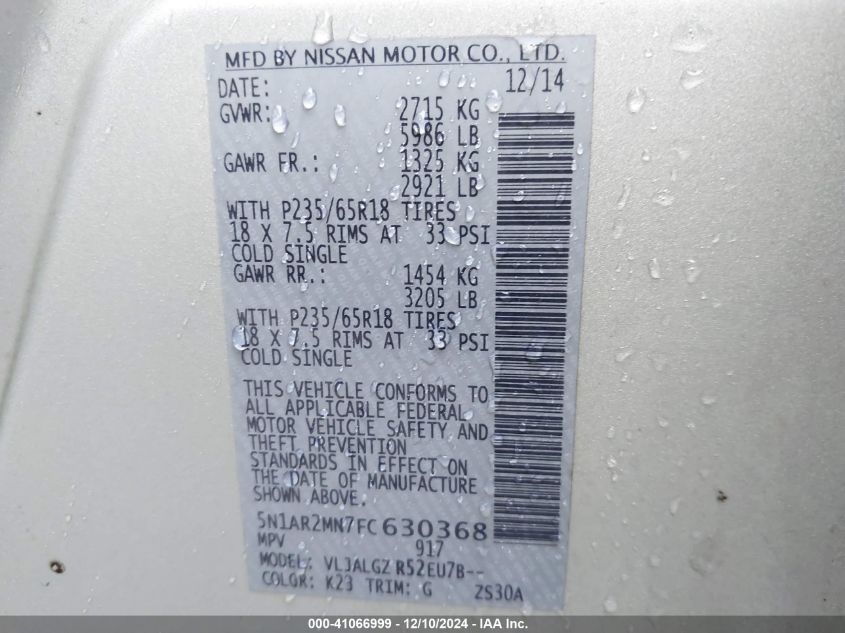 MFD BY NISSAN MOTOR CO., LTD.
DATE: 12/14
GVWR: 2715 KG
5986 LB
GAWR FR.: 1325 KG
2921 LB
WITH P235/65R18 TIRES
18 X 7.5 RIMS AT 33 PSI
COLD SINGLE
GAWR RR.: 1454 KG
3205 LB
WITH P235/65R18 TIRES
18 X 7.5 RIMS AT 33 PSI
COLD SINGLE
THIS VEHICLE CONFORMS TO
ALL APPLICABLE FEDERAL
MOTOR VEHICLE SAFETY AND
THEFT PREVENTION
STANDARDS IN EFFECT ON
THE DATE OF MANUFACTURE
SHOWN ABOVE.
5N1AR2MN7FC630368
MPV 917
MODEL: VLJALGZ R52EU7B--
COLOR: K23 TRIM: G ZS30A
000-41066999 - 12/10/2024 - IAA Inc.